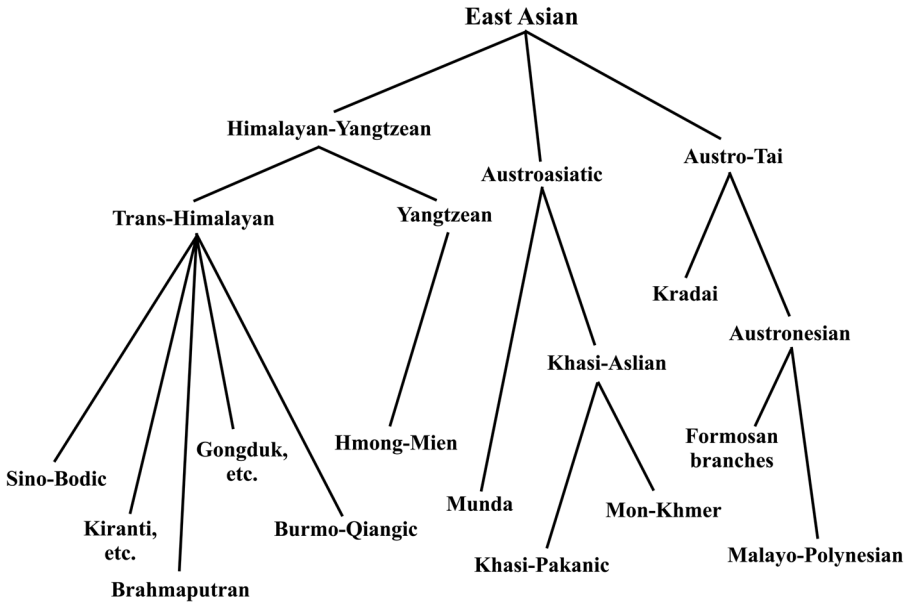 East Asian
Himalayan-Yangtzean
Austro-Tai
Austroasiatic
Trans-Himalayan
Yangtzean
Kradai
Austronesian
Khasi-Aslian
Hmong-Mien
Formosan
branches
Gongduk,
etc.
Sino-Bodic
Munda
Mon-Khmer
Kiranti,
etc.
Burmo-Qiangic
Malayo-Polynesian
Khasi-Pakanic
Brahmaputran